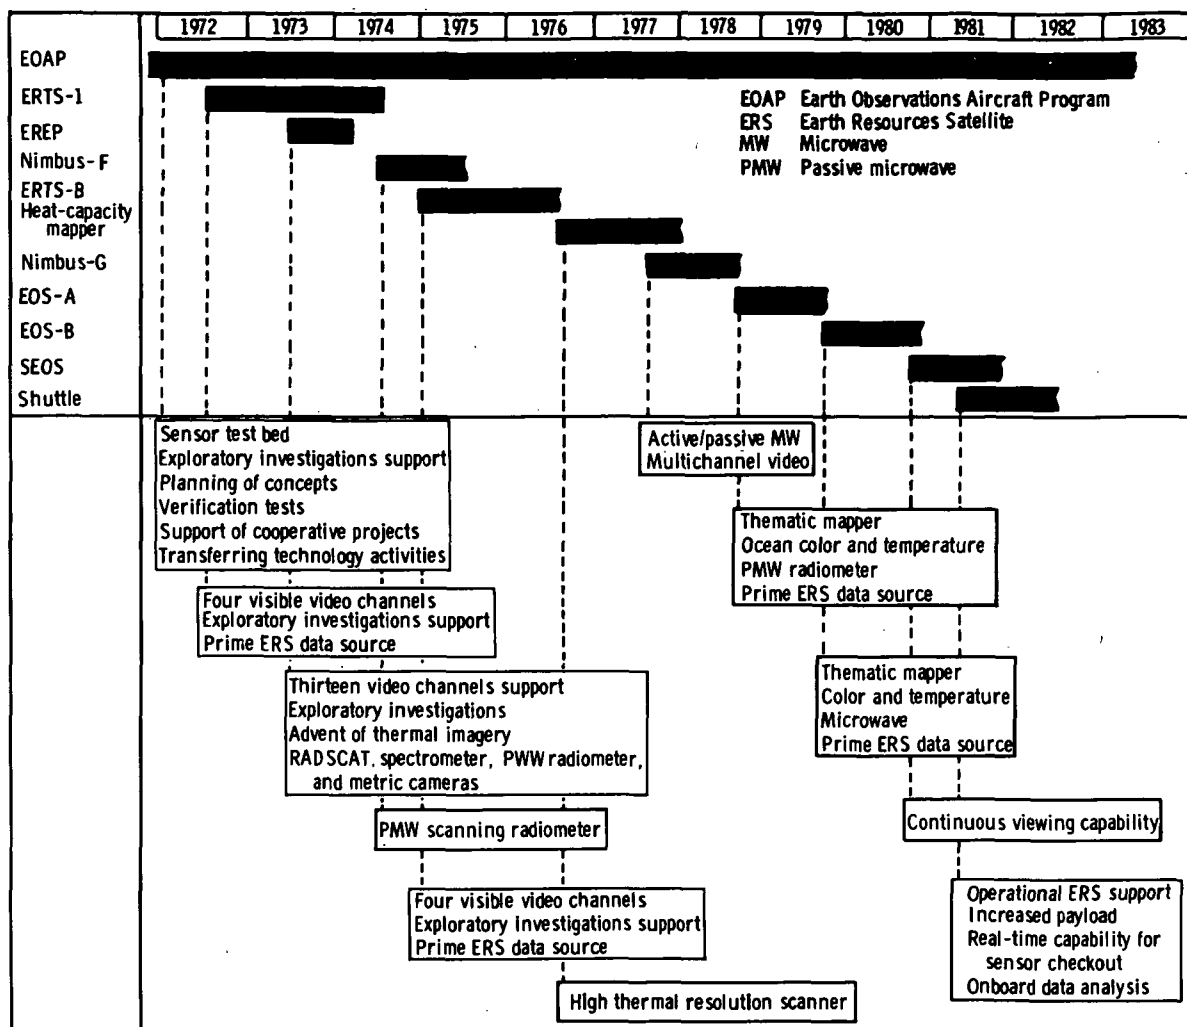 1972 1973 1974 1975 1976 1977 1978 1979 1980 1981 1982 1983
EOAP
ERTS-1
EREP
Nimbus-F
ERTS-B
Heat-capacity
mapper
Nimbus-G
EOS-A
EOS-B
SEOS
Shuttle
EOAP Earth Observations Aircraft Program
ERS Earth Resources Satellite
MW Microwave
PMW Passive microwave
Sensor test bed
Exploratory investigations support
Planning of concepts
Verification tests
Support of cooperative projects
Transferring technology activities
Four visible video channels
Exploratory investigations support
Prime ERS data source
Thirteen video channels support
Exploratory investigations
Advent of thermal imagery
RADSCAT, spectrometer, PWW radiometer,
and metric cameras
PMW scanning radiometer
Four visible video channels
Exploratory investigations support
Prime ERS data source
High thermal resolution scanner
Active/passive MW
Multichannel video
Thematic mapper
Ocean color and temperature
PMW radiometer
Prime ERS data source
Thematic mapper
Color and temperature
Microwave
Prime ERS data source
Continuous viewing capability
Operational ERS support
Increased payload
Real-time capability for
sensor checkout
Onboard data analysis